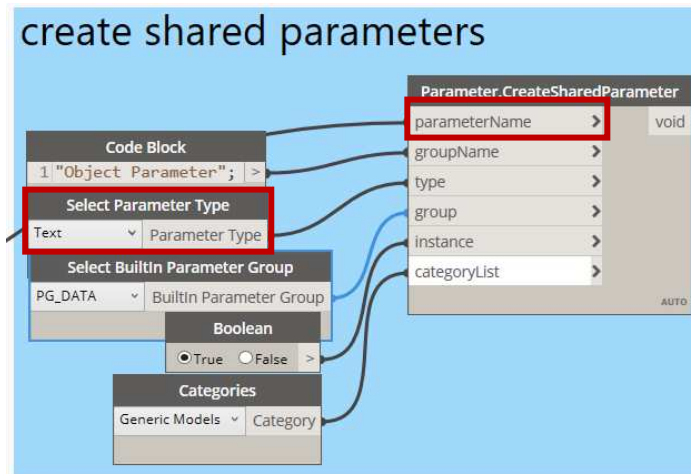 create shared parameters
Parameter.CreateSharedParameter
parameterName >
void
groupName >
type >
group >
instance >
categoryList >
AUTO
Code Block
1 "Object Parameter"; >
Select Parameter Type
Text Parameter Type
Select BuiltIn Parameter Group
PG_DATA BuiltIn Parameter Group
Boolean
True False >
Categories
Generic Models Category